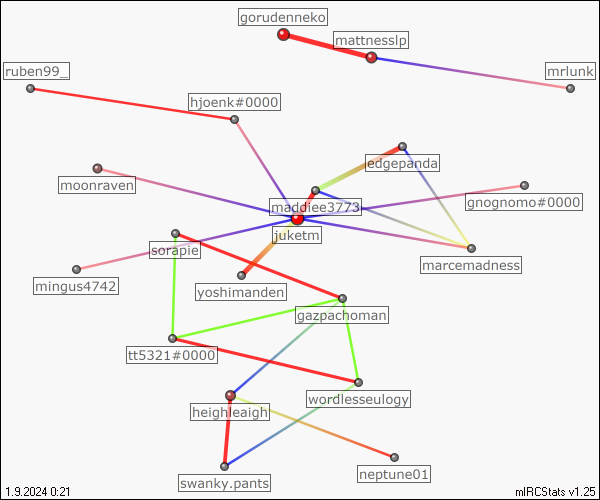 gorudenneko
mattnesslp
ruben99_
mrlunk
hjoenk#0000
edgepanda
moonraven
maddiee3773
gnognomo#0000
juketm
sorapie
marcemadness
mingus4742
yoshimanden
gazpachoman
tt5321#0000
wordlesseulogy
heighleaigh
neptune01
swanky.pants
1.9.2024 0:21
mIRCStats v1.25